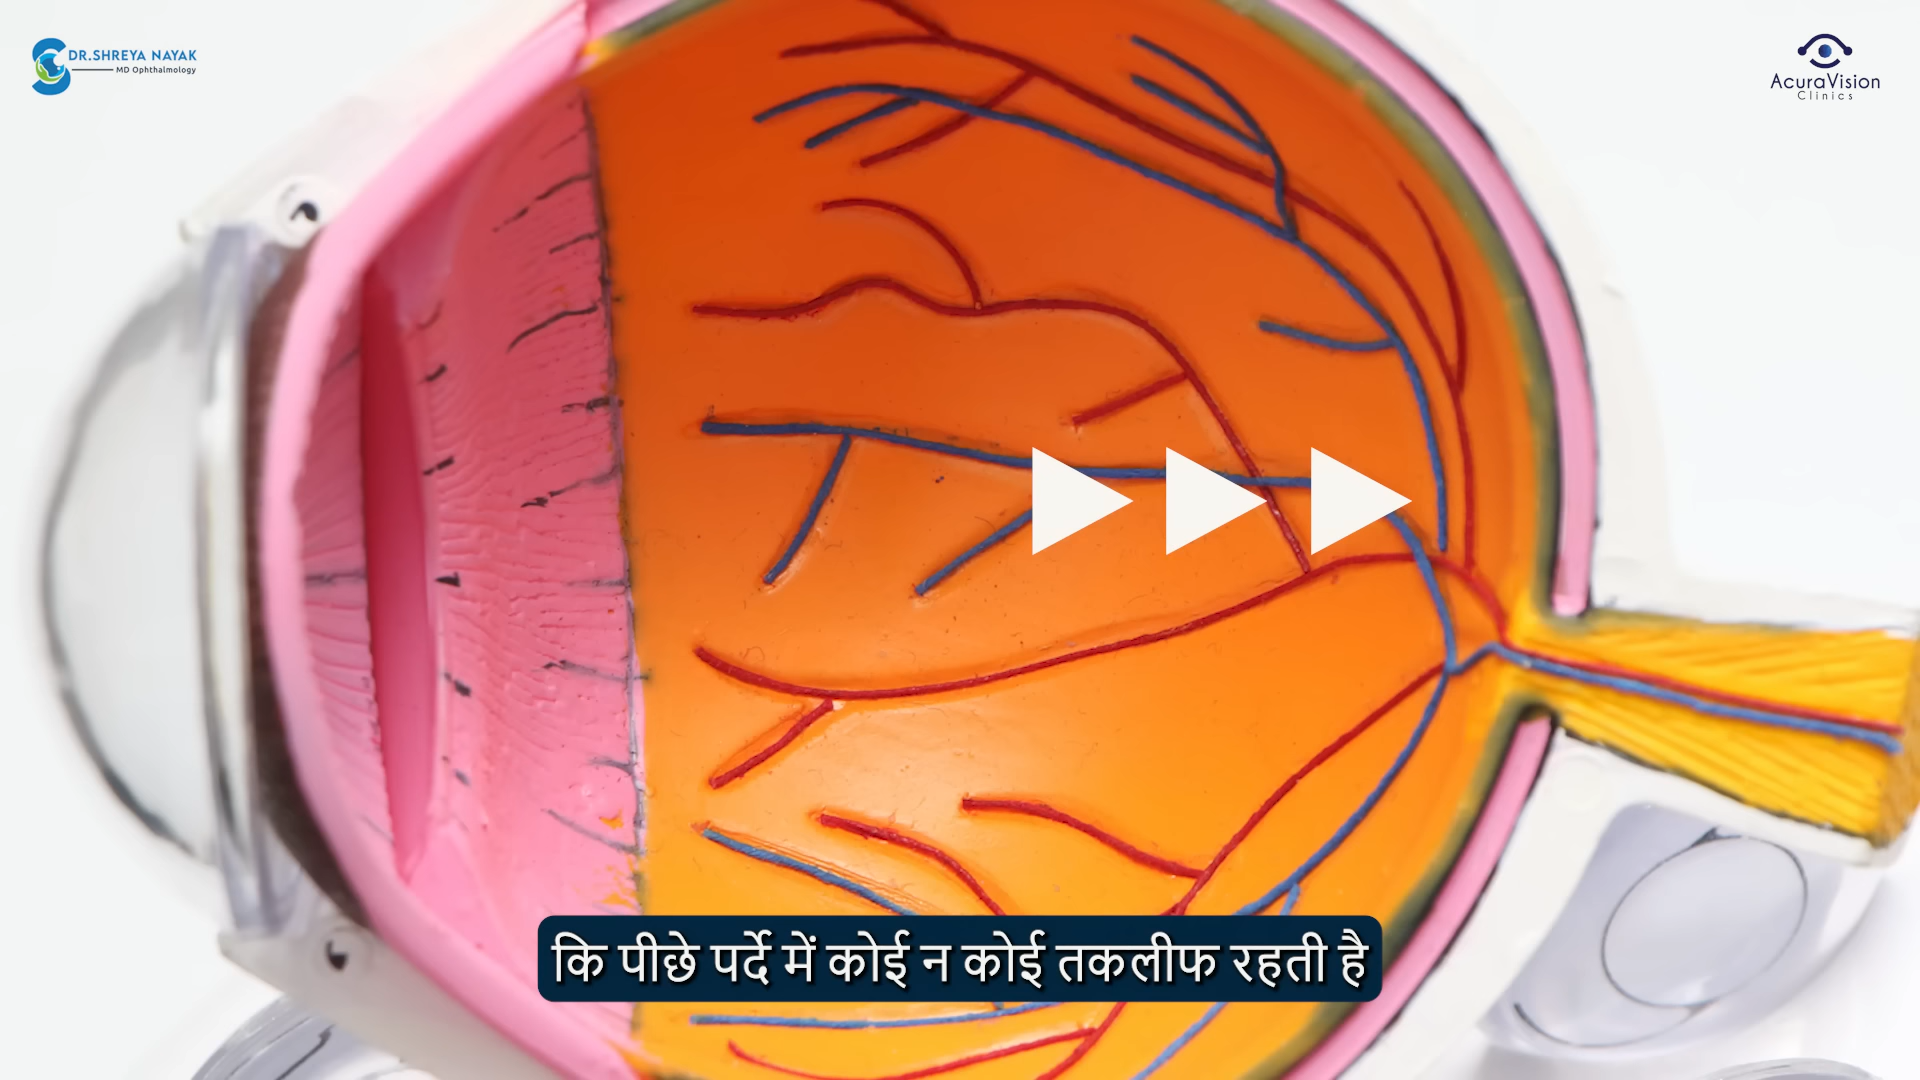 DR.SHREYA NAYAK
MD Ophthalmology
AcuraVision
Clinics
कि पीछे पर्दे में कोई न कोई तकलीफ रहती है